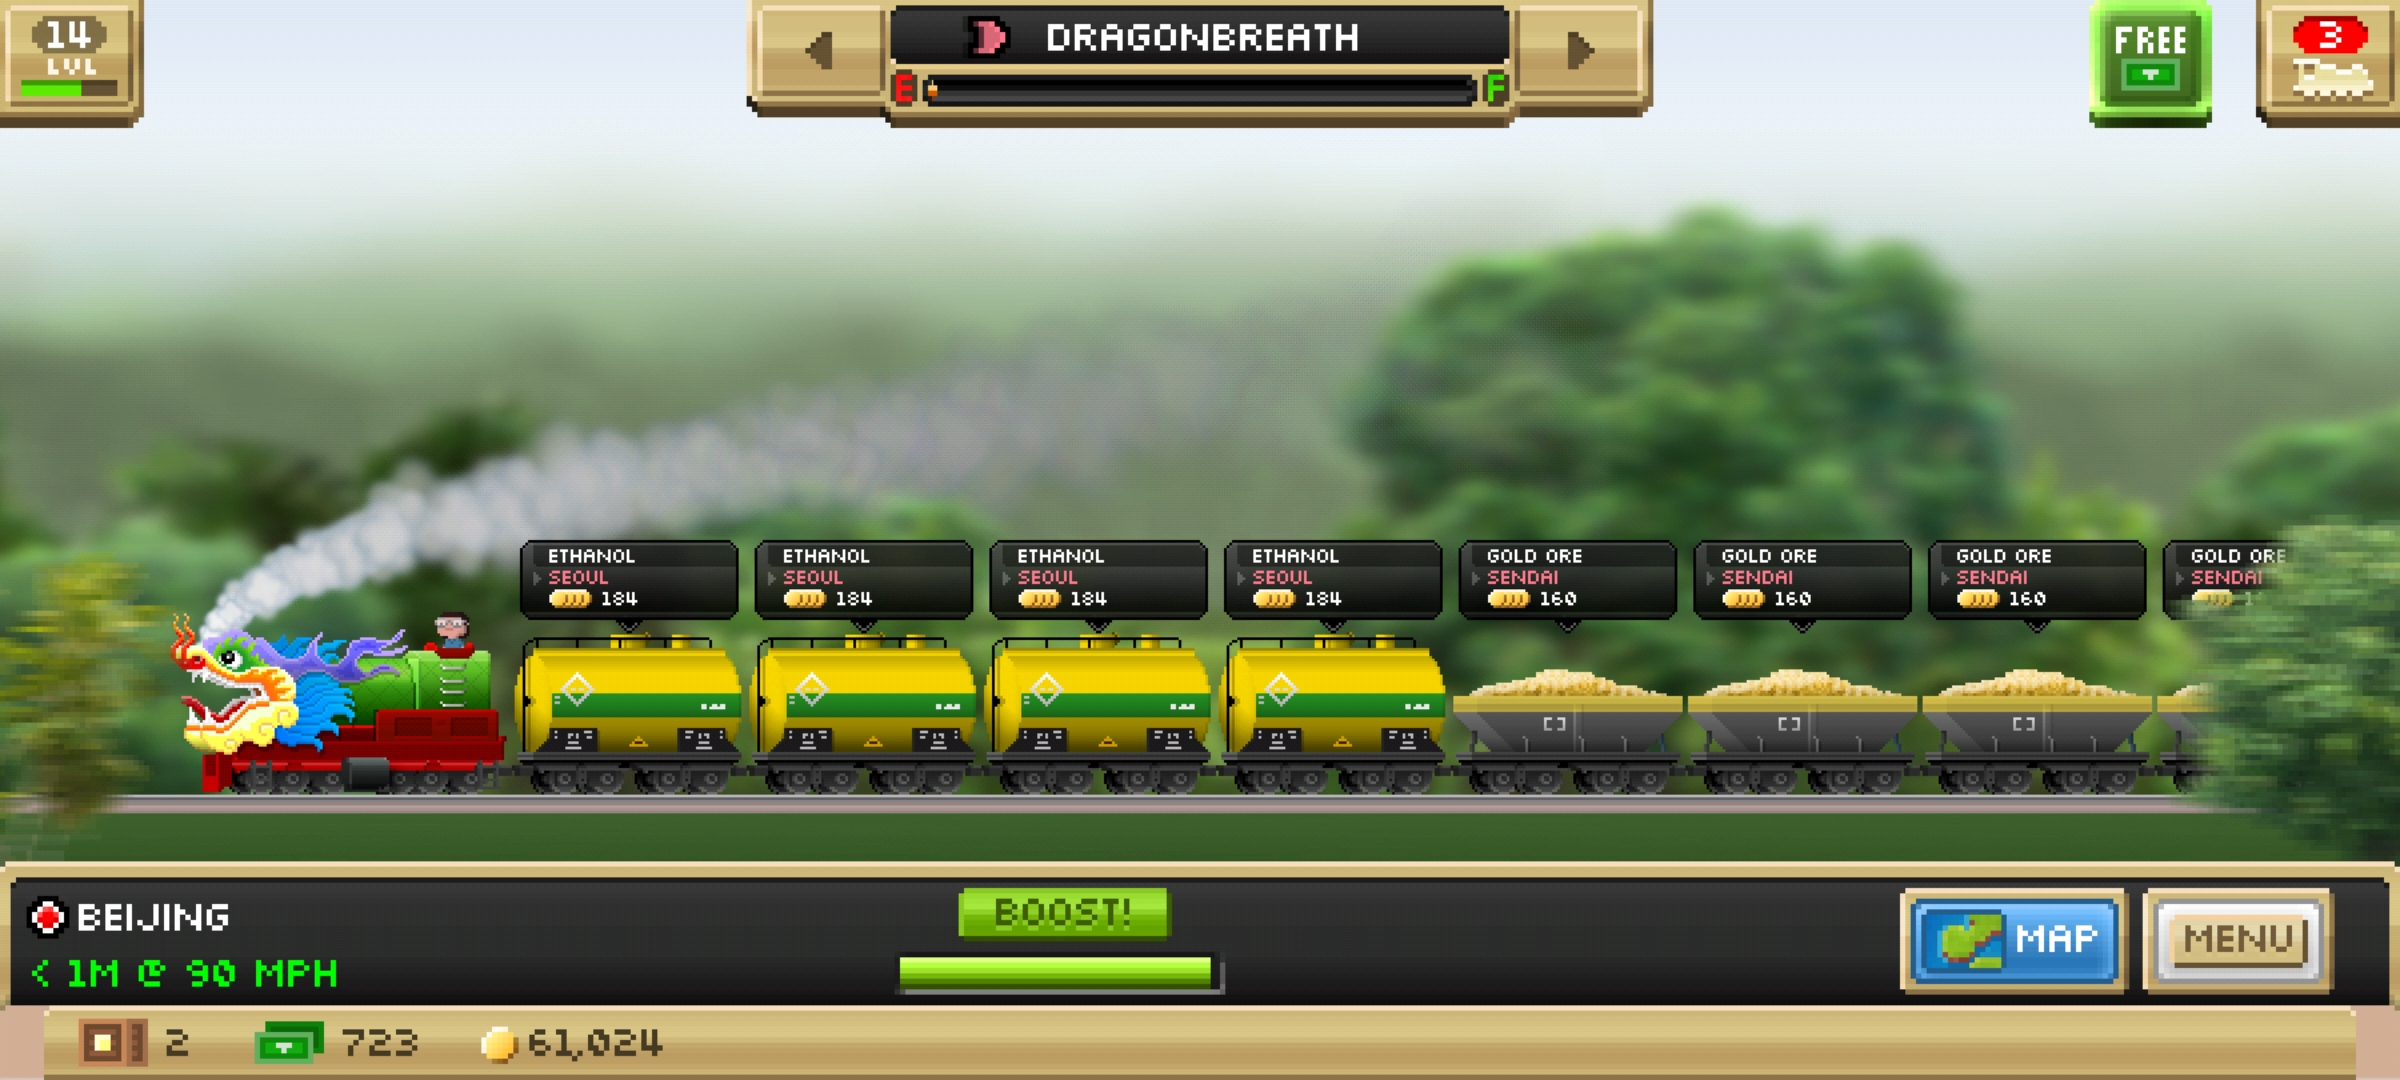 14
LVL
DRAGONBREATH
E F
FREE
3
ETHANOL
SEOUL
184
ETHANOL
SEOUL
184
ETHANOL
SEOUL
184
ETHANOL
SEOUL
184
GOLD ORE
SENDAI
160
GOLD ORE
SENDAI
160
GOLD ORE
SENDAI
160
GOLD ORE
SENDAI
BEIJING
< 1M @ 90 MPH
BOOST!
MAP
MENU
2
723
61,024